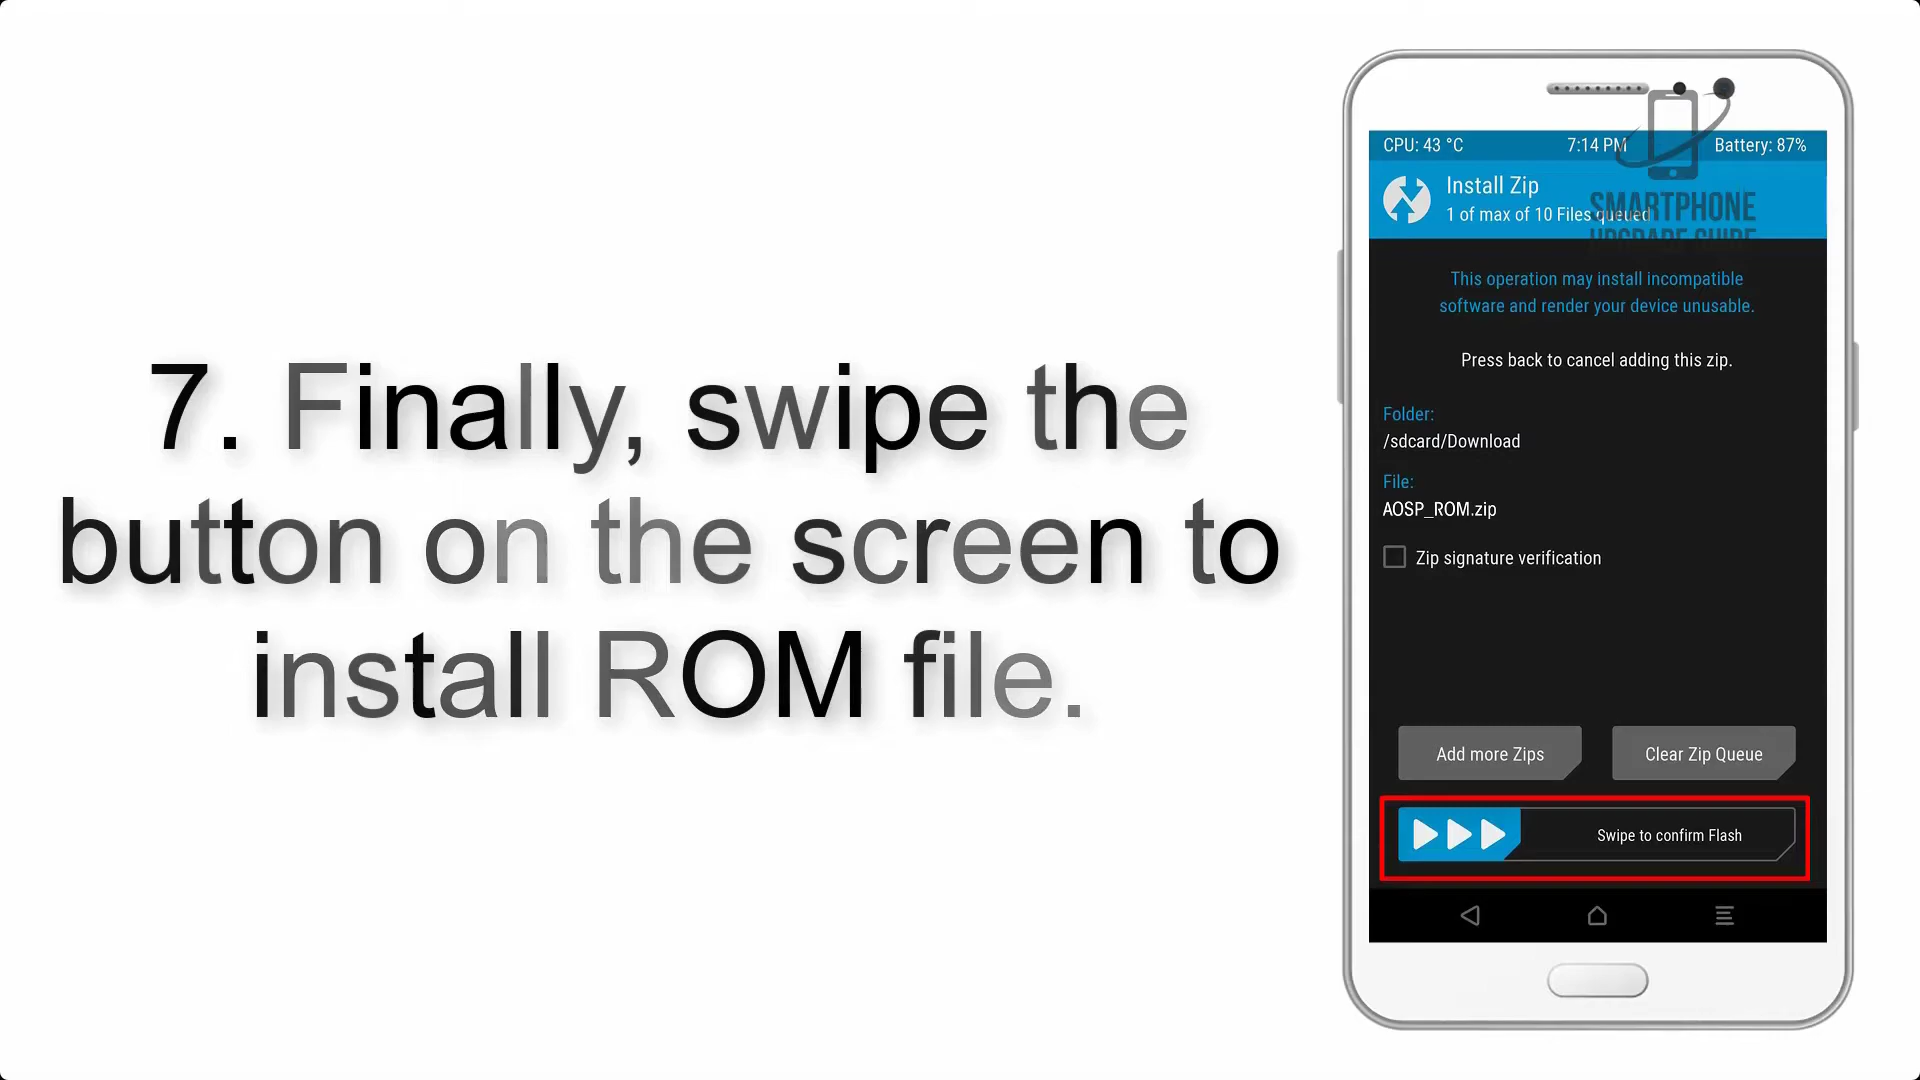 7. Finally, swipe the
button on the screen to
install ROM file.
CPU: 43 °C 7:14 PM Battery: 87%
Install Zip
1 of max of 10 Files queued
SMARTPHONE
UPGRADE GUIDE
This operation may install incompatible
software and render your device unusable.
Press back to cancel adding this zip.
Folder:
/sdcard/Download
File:
AOSP_ROM.zip
Zip signature verification
Add more Zips Clear Zip Queue
Swipe to confirm Flash